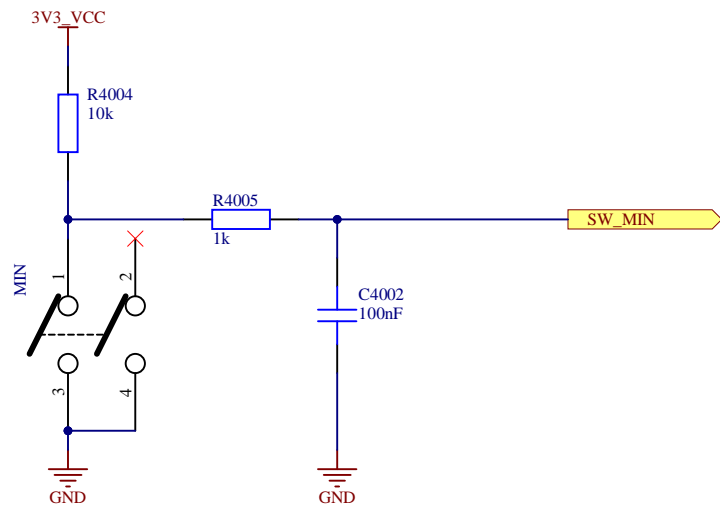 3V3_VCC
R4004
10k
R4005
1k
SW_MIN
MIN
1
2
C4002
100nF
3
4
GND
GND